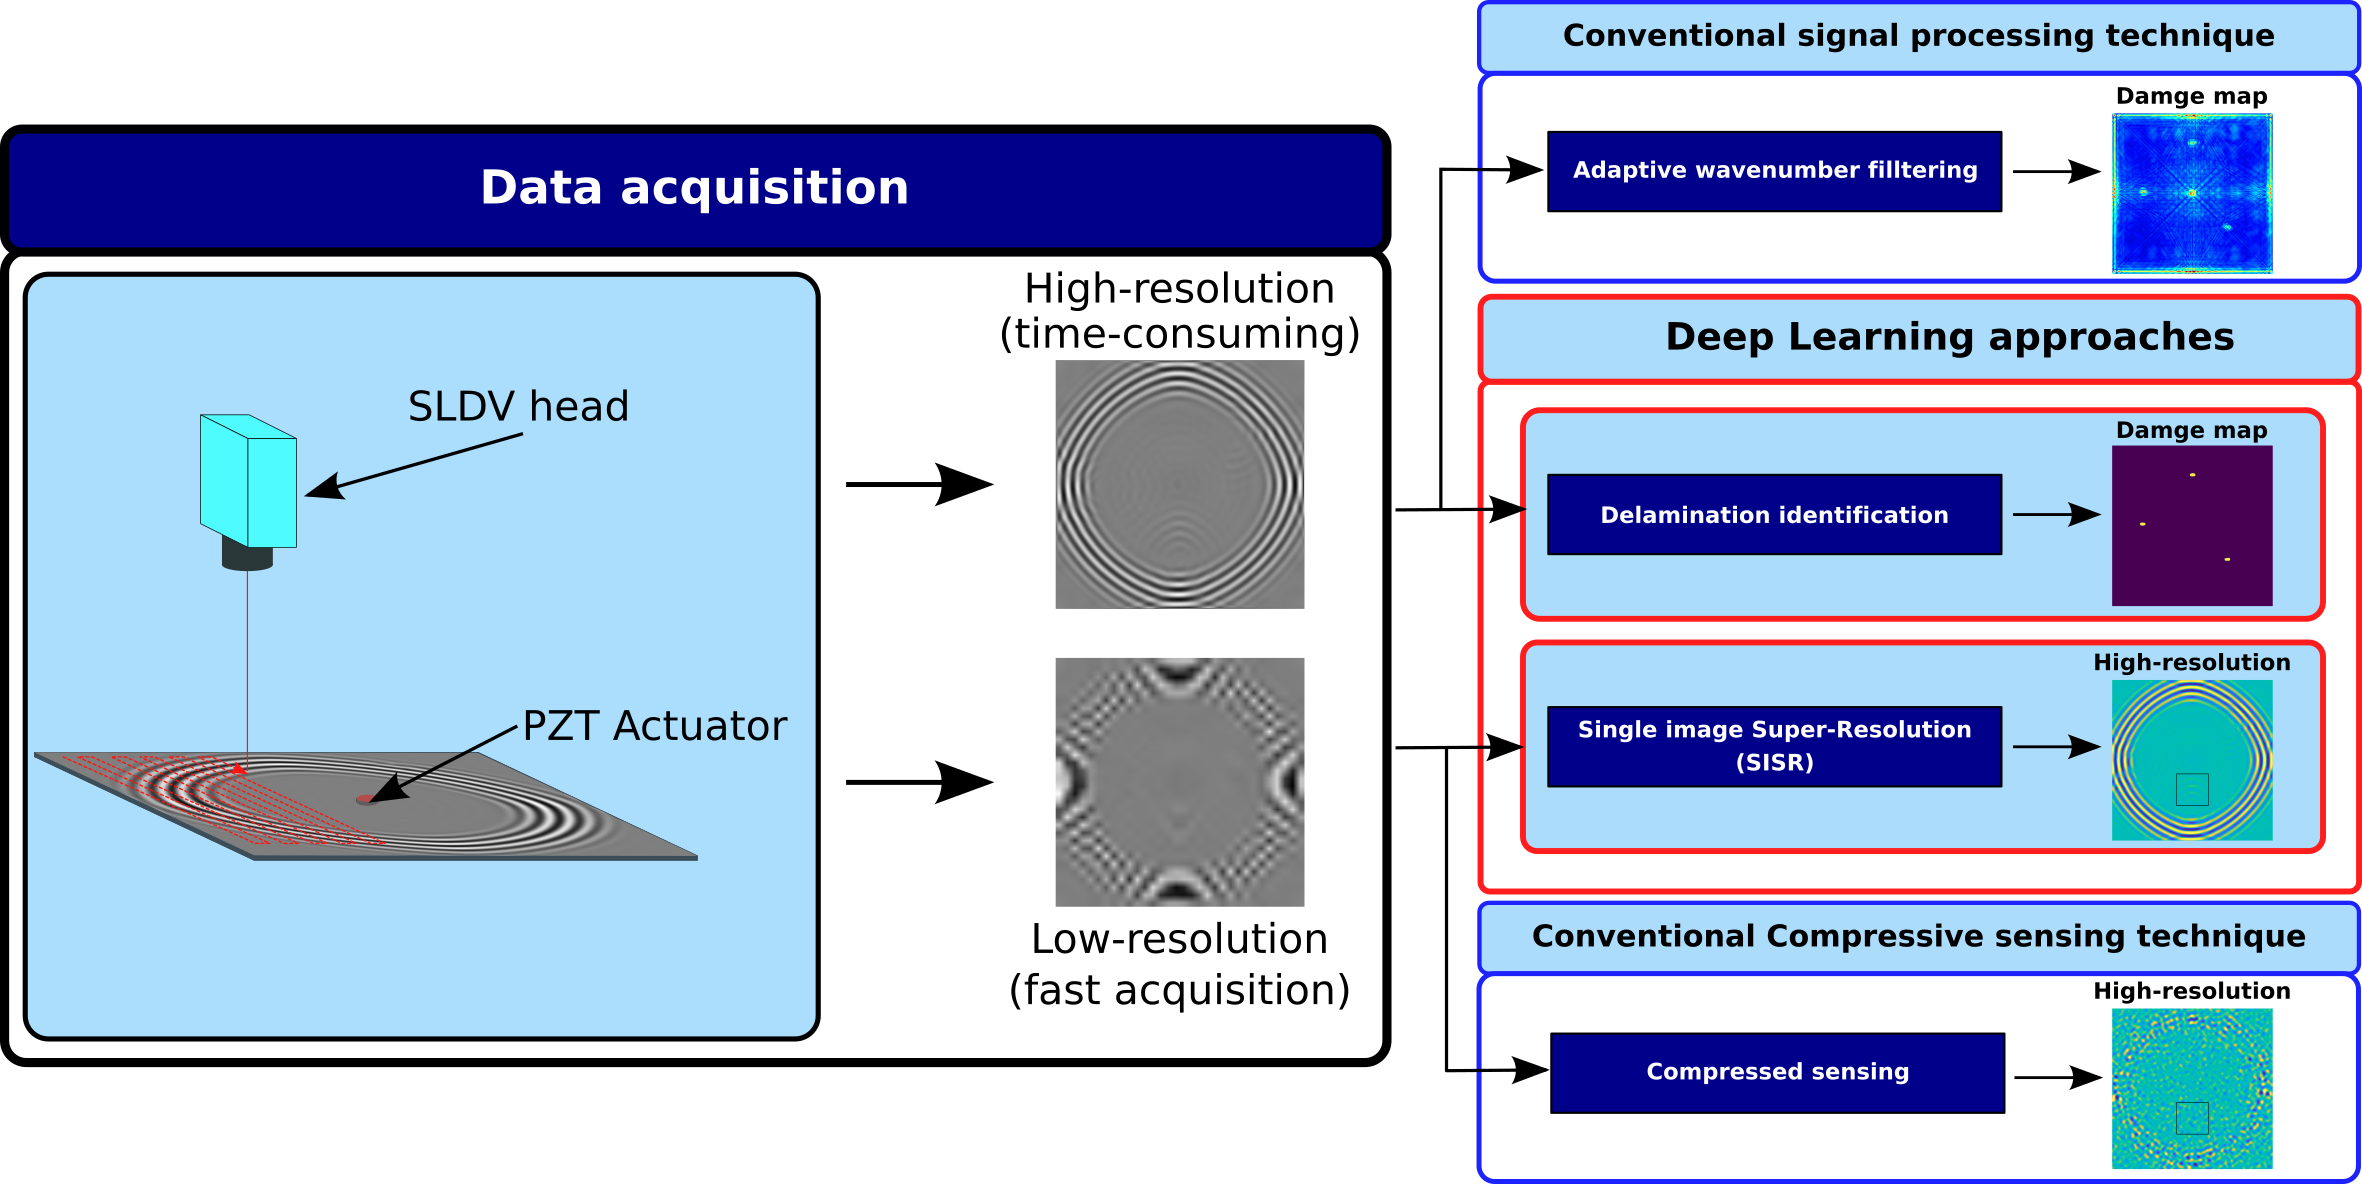 Data acquisition
SLDV head
PZT Actuator
High-resolution
(time-consuming)
Low-resolution
(fast acquisition)
Conventional signal processing technique
Damge map
Adaptive wavenumber filltering
Deep Learning approaches
Damge map
Delamination identification
High-resolution
Single image Super-Resolution
(SISR)
Conventional Compressive sensing technique
High-resolution
Compressed sensing